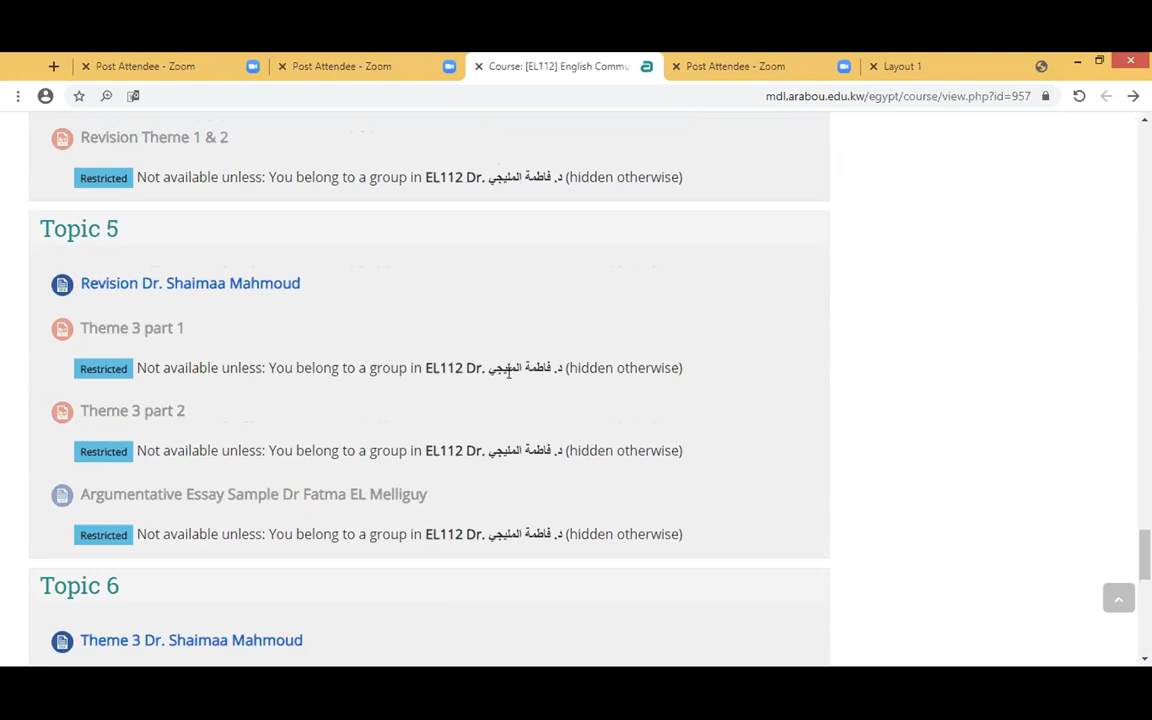 Post Attendee - Zoom
Post Attendee - Zoom
Course: [EL112] English Commu
Post Attendee - Zoom
Layout 1
mdl.arabou.edu.kw/egypt/course/view.php?id=957
Revision Theme 1 & 2
Restricted Not available unless: You belong to a group in EL112 Dr. د. فاطمة المليجي (hidden otherwise)
Topic 5
Revision Dr. Shaimaa Mahmoud
Theme 3 part 1
Restricted Not available unless: You belong to a group in EL112 Dr. د. فاطمة المليجي (hidden otherwise)
Theme 3 part 2
Restricted Not available unless: You belong to a group in EL112 Dr. د. فاطمة المليجي (hidden otherwise)
Argumentative Essay Sample Dr Fatma EL Melliguy
Restricted Not available unless: You belong to a group in EL112 Dr. د. فاطمة المليجي (hidden otherwise)
Topic 6
Theme 3 Dr. Shaimaa Mahmoud